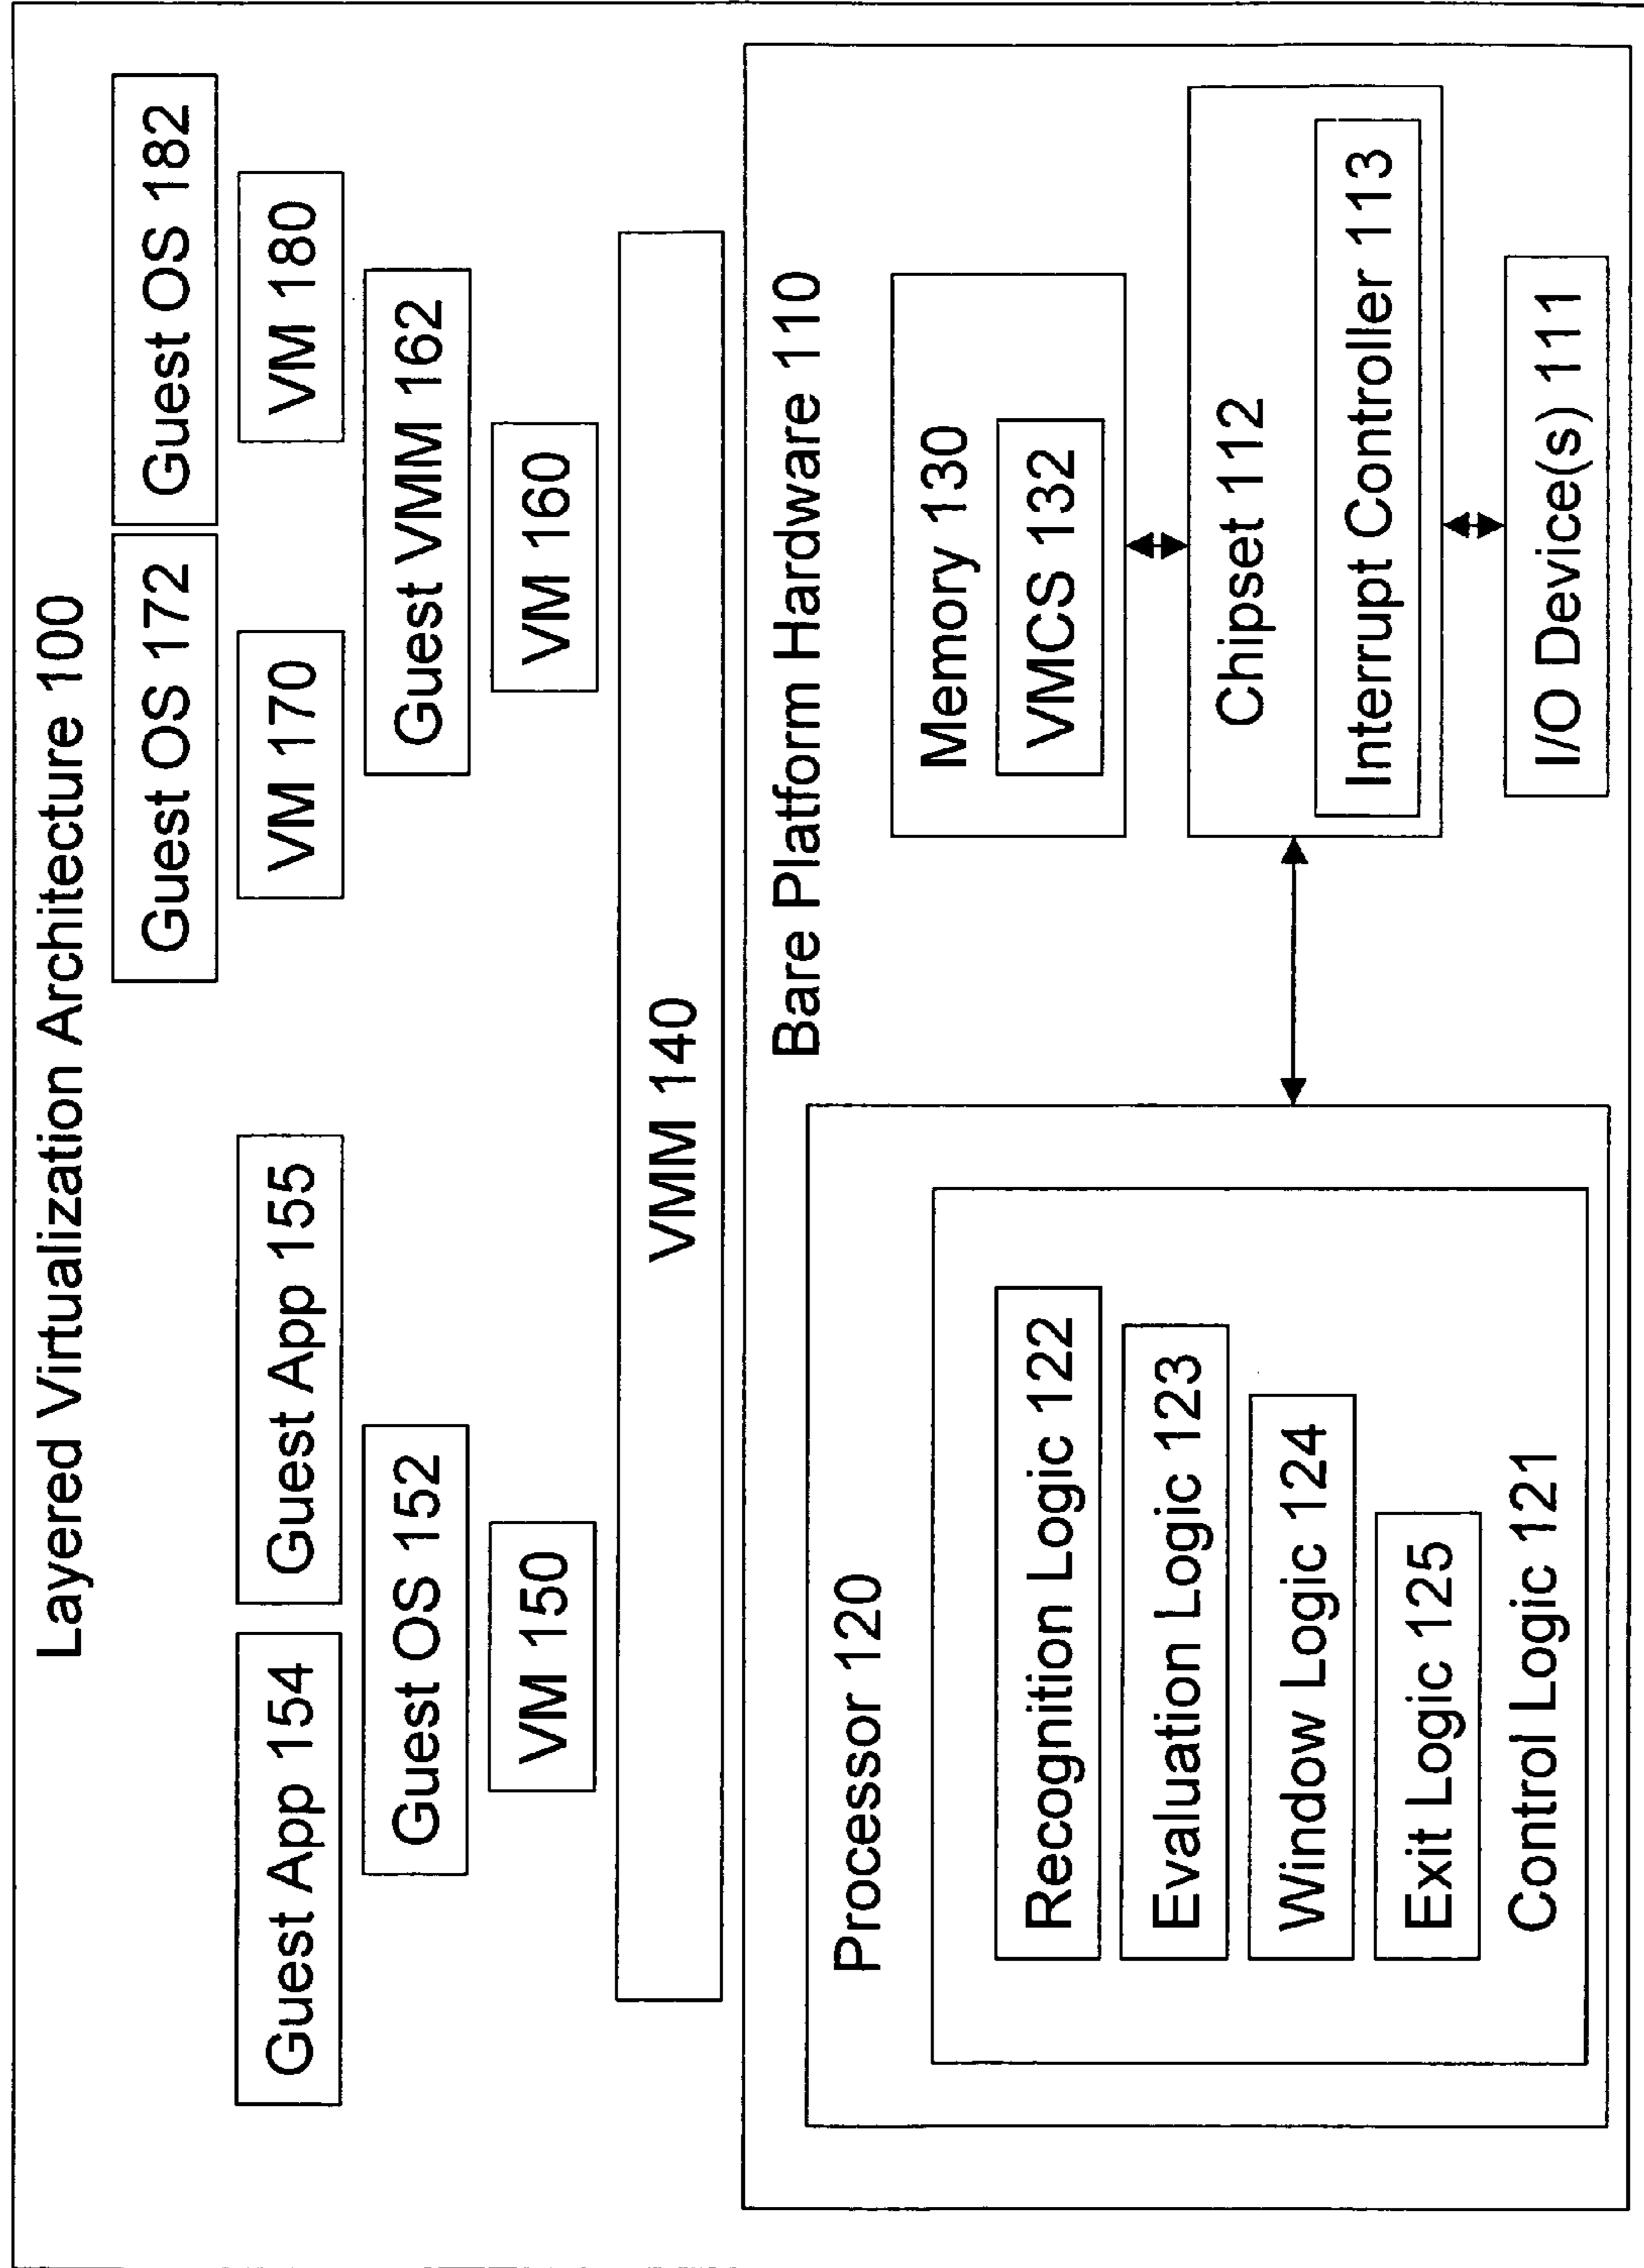 Layered Virtualization Architecture 100
Guest OS 172
Guest OS 182
Guest App 154
Guest App 155
VM 170
VM 180
Guest OS 152
Guest VMM 162
VM 150
VM 160
VMM 140
Bare Platform Hardware 110
Processor 120
Recognition Logic 122
Evaluation Logic 123
Window Logic 124
Exit Logic 125
Control Logic 121
Memory 130
VMCS 132
Chipset 112
Interrupt Controller 113
I/O Device(s) 111